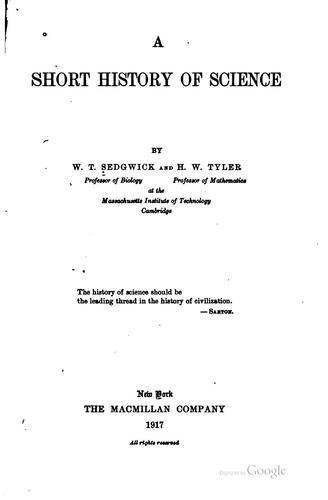 A
SHORT HISTORY OF SCIENCE
BY
W. T. SEDGWICK AND H. W. TYLER
Professor of Biology Professor of Mathematics
at the
Massachusetts Institute of Technology
Cambridge
The history of science should be
the leading thread in the history of civilization.
— SARTON.
New York
THE MACMILLAN COMPANY
1917
All rights reserved
Digitized by Google